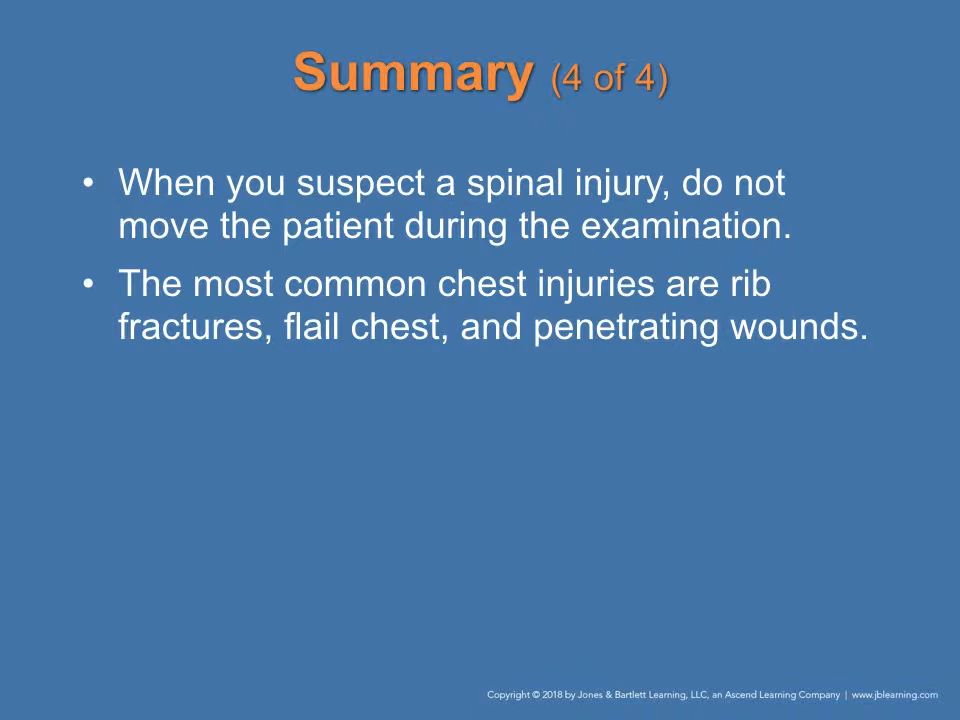 Summary (4 of 4)
• When you suspect a spinal injury, do not
move the patient during the examination.
• The most common chest injuries are rib
fractures, flail chest, and penetrating wounds.
Copyright © 2018 by Jones & Bartlett Learning, LLC, an Ascend Learning Company | www.jblearning.com